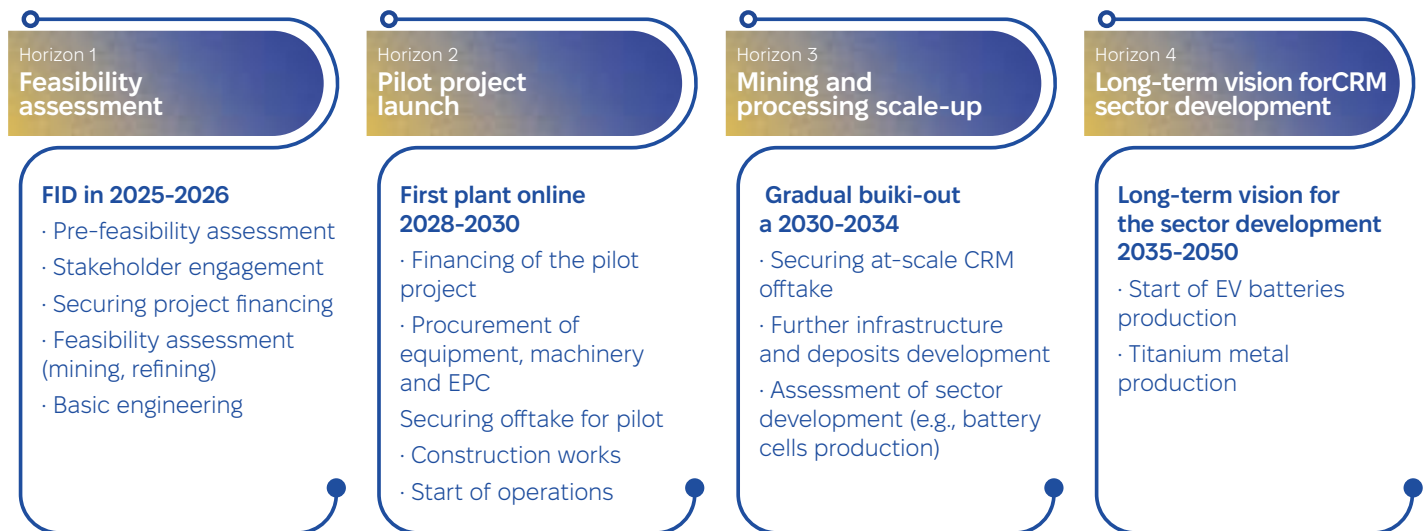 Horizon 1
Feasibility
assessment
FID in 2025-2026
· Pre-feasibility assessment
· Stakeholder engagement
· Securing project financing
· Feasibility assessment
(mining, refining)
· Basic engineering
Horizon 2
Pilot project
launch
First plant online
2028-2030
· Financing of the pilot
project
· Procurement of
equipment, machinery
and EPC
Securing offtake for pilot
· Construction works
· Start of operations
Horizon 3
Mining and
processing scale-up
Gradual buiki-out
a 2030-2034
· Securing at-scale CRM
offtake
· Further infrastructure
and deposits development
· Assessment of sector
development (e.g., battery
cells production)
Horizon 4
Long-term vision forCRM
sector development
Long-term vision for
the sector development
2035-2050
· Start of EV batteries
production
· Titanium metal
production